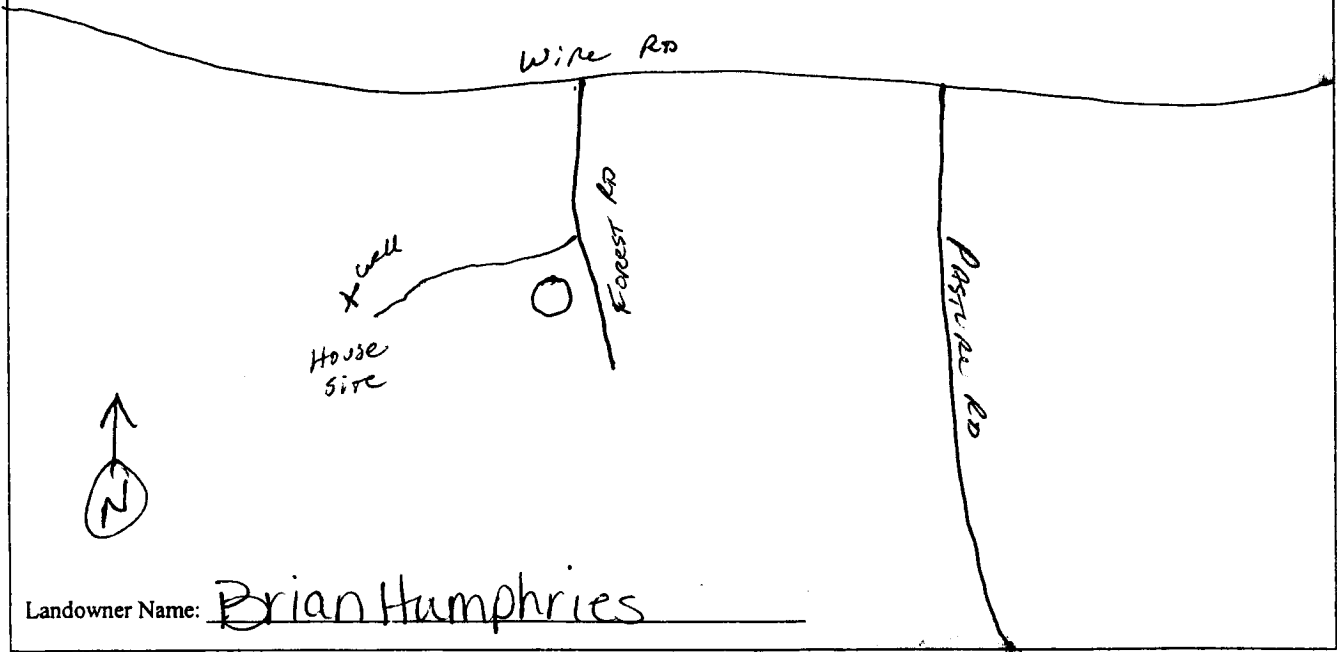 Wire RD
Forest RD
Pasture RD
x well
House
Site
N
Landowner Name: Brian Humphries